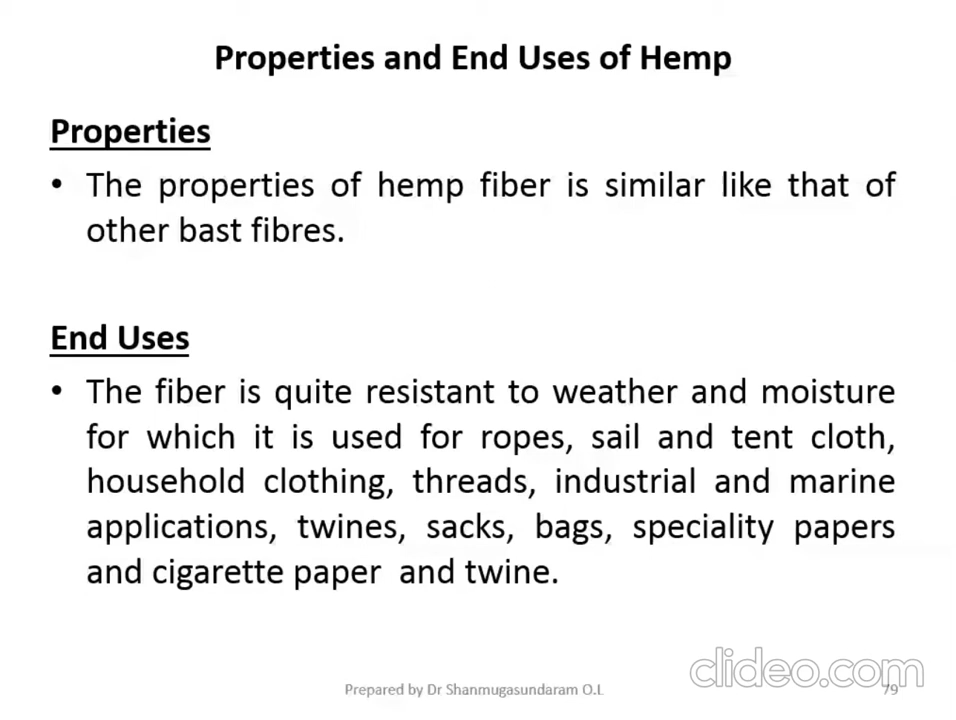 Properties and End Uses of Hemp
Properties
• The properties of hemp fiber is similar like that of
other bast fibres.
End Uses
• The fiber is quite resistant to weather and moisture
for which it is used for ropes, sail and tent cloth,
household clothing, threads, industrial and marine
applications, twines, sacks, bags, speciality papers
and cigarette paper and twine.
clideo.com
Prepared by Dr Shanmugasundaram O.L
79